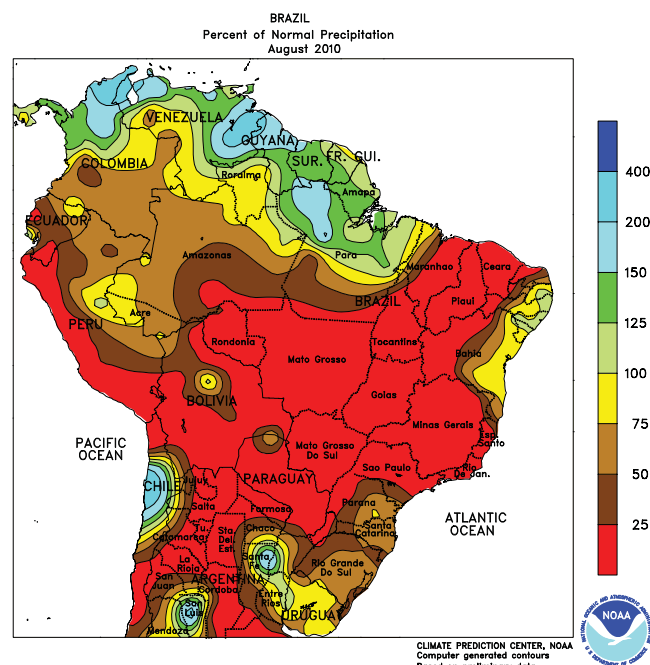 BRAZIL
Percent of Normal Precipitation
August 2010
VENEZUELA
GUYANA
COLOMBIA
SUR.
FR. GUI.
Roraima
Amapa
ECUADOR
Amazonas
Para
Maranhao
Ceara
BRAZIL
Piaui
PERU
Acre
Rondonia
Mato Grosso
Tocantins
Bahia
BOLIVIA
Goias
Minas Gerais
PACIFIC
OCEAN
Esp.
Santo
Mato Grosso
Do Sul
Sao Paulo
Rio
De Jan.
CHILE
Jujuy
PARAGUAY
Salta
Formosa
Parana
ATLANTIC
OCEAN
Tu.
Catamarca
Sta.
Del
Est.
Chaco
Santa
Catarina
La
Rioja
Santa
Fe
Rio Grande
Do Sul
San
Juan
ARGENTINA
Cordoba
Entre
Rios
San
Luis
URUGUA
Mendoza
400
200
150
125
100
75
50
25
NOAA
CLIMATE PREDICTION CENTER, NOAA
Computer generated contours
Based on preliminary data